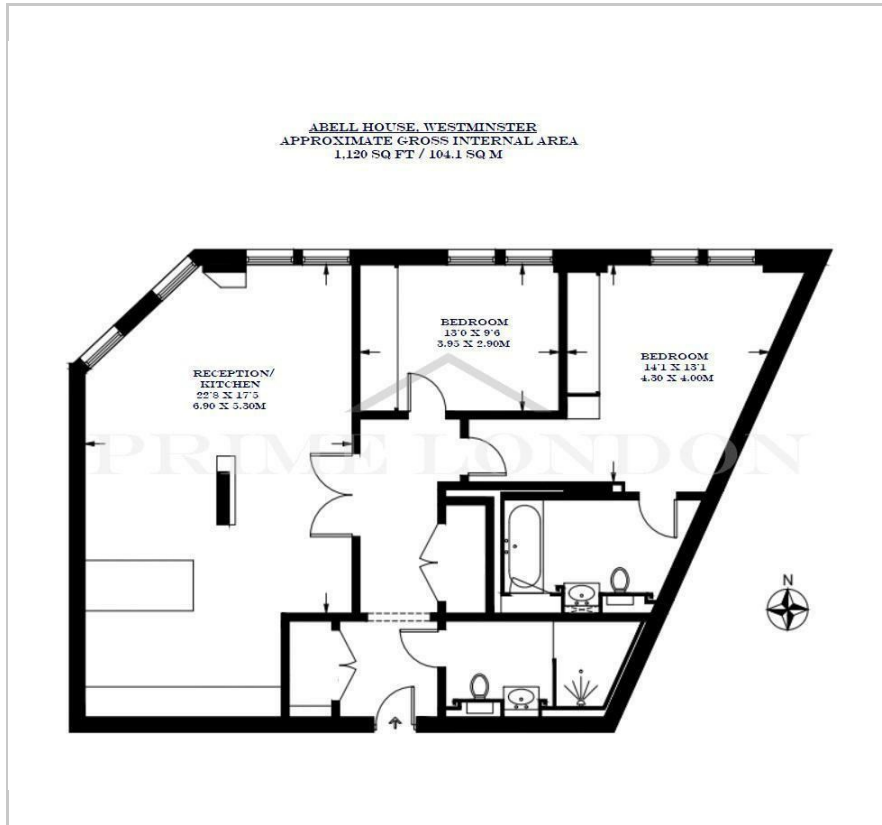 ABELL HOUSE, WESTMINSTER
APPROXIMATE GROSS INTERNAL AREA
1,120 SQ FT / 104.1 SQ M
BEDROOM
13'0 X 9'6
3.95 X 2.90M
BEDROOM
14'1 X 13'1
4.30 X 4.00M
RECEPTION/
KITCHEN
22'8 X 17'5
6.90 X 5.30M
PRIME LONDON
N